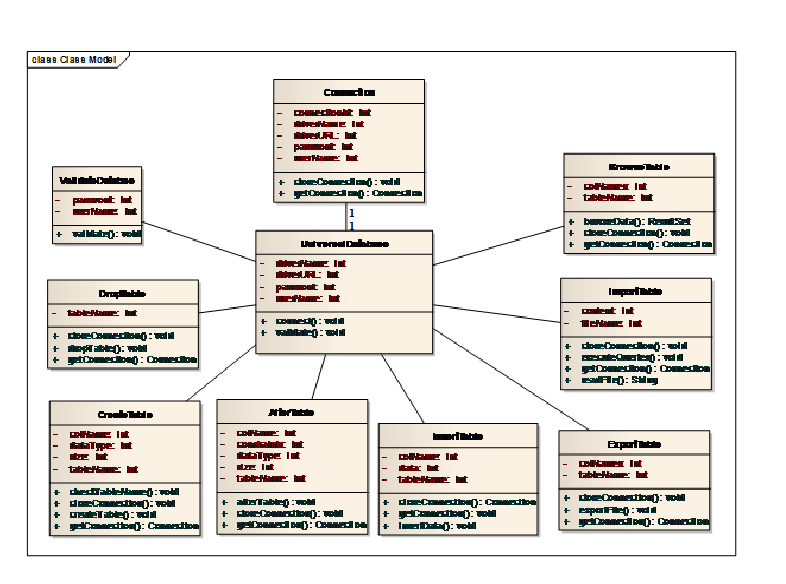 class Class Model
Connection
- connectionId: int
- driverName: int
- driverURL: int
- password: int
- userName: int
+ closeConnection() : void
+ getConnection() : Connection
ValidateDatabase
- password: int
- userName: int
+ validate() : void
BrowseTable
- colNames: int
- tableName: int
+ browseData() : ResultSet
+ closeConnection() : void
+ getConnection() : Connection
1
1
UniversalDatabase
- driverName: int
- driverURL: int
- password: int
- userName: int
+ connect() : void
+ validate() : void
DropTable
- tableName: int
+ closeConnection() : void
+ dropTable() : void
+ getConnection() : Connection
ImportTable
- content: int
- fileName: int
+ closeConnection() : void
+ executeQueries() : void
+ getConnection() : Connection
+ readFile() : String
CreateTable
- colName: int
- dataType: int
- size: int
- tableName: int
+ checkTableName() : void
+ closeConnection() : void
+ createTable() : void
+ getConnection() : Connection
AlterTable
- colName: int
- constraint: int
- dataType: int
- size: int
- tableName: int
+ alterTable() : void
+ closeConnection() : void
+ getConnection() : Connection
InsertTable
- colName: int
- data: int
- tableName: int
+ closeConnection() : Connection
+ getConnection() : void
+ insertData() : void
ExportTable
- colNames: int
- tableName: int
+ closeConnection() : void
+ exportFile() : void
+ getConnection() : Connection